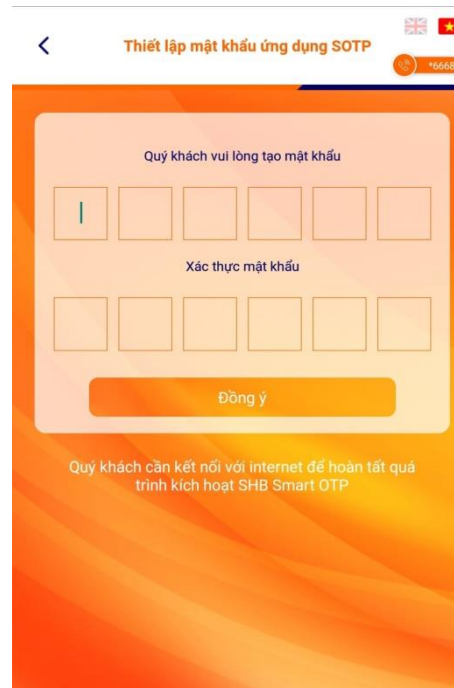 Thiết lập mật khẩu ứng dụng SOTP
*6668
Quý khách vui lòng tạo mật khẩu
Xác thực mật khẩu
Đồng ý
Quý khách cần kết nối với internet để hoàn tất quá
trình kích hoạt SHB Smart OTP